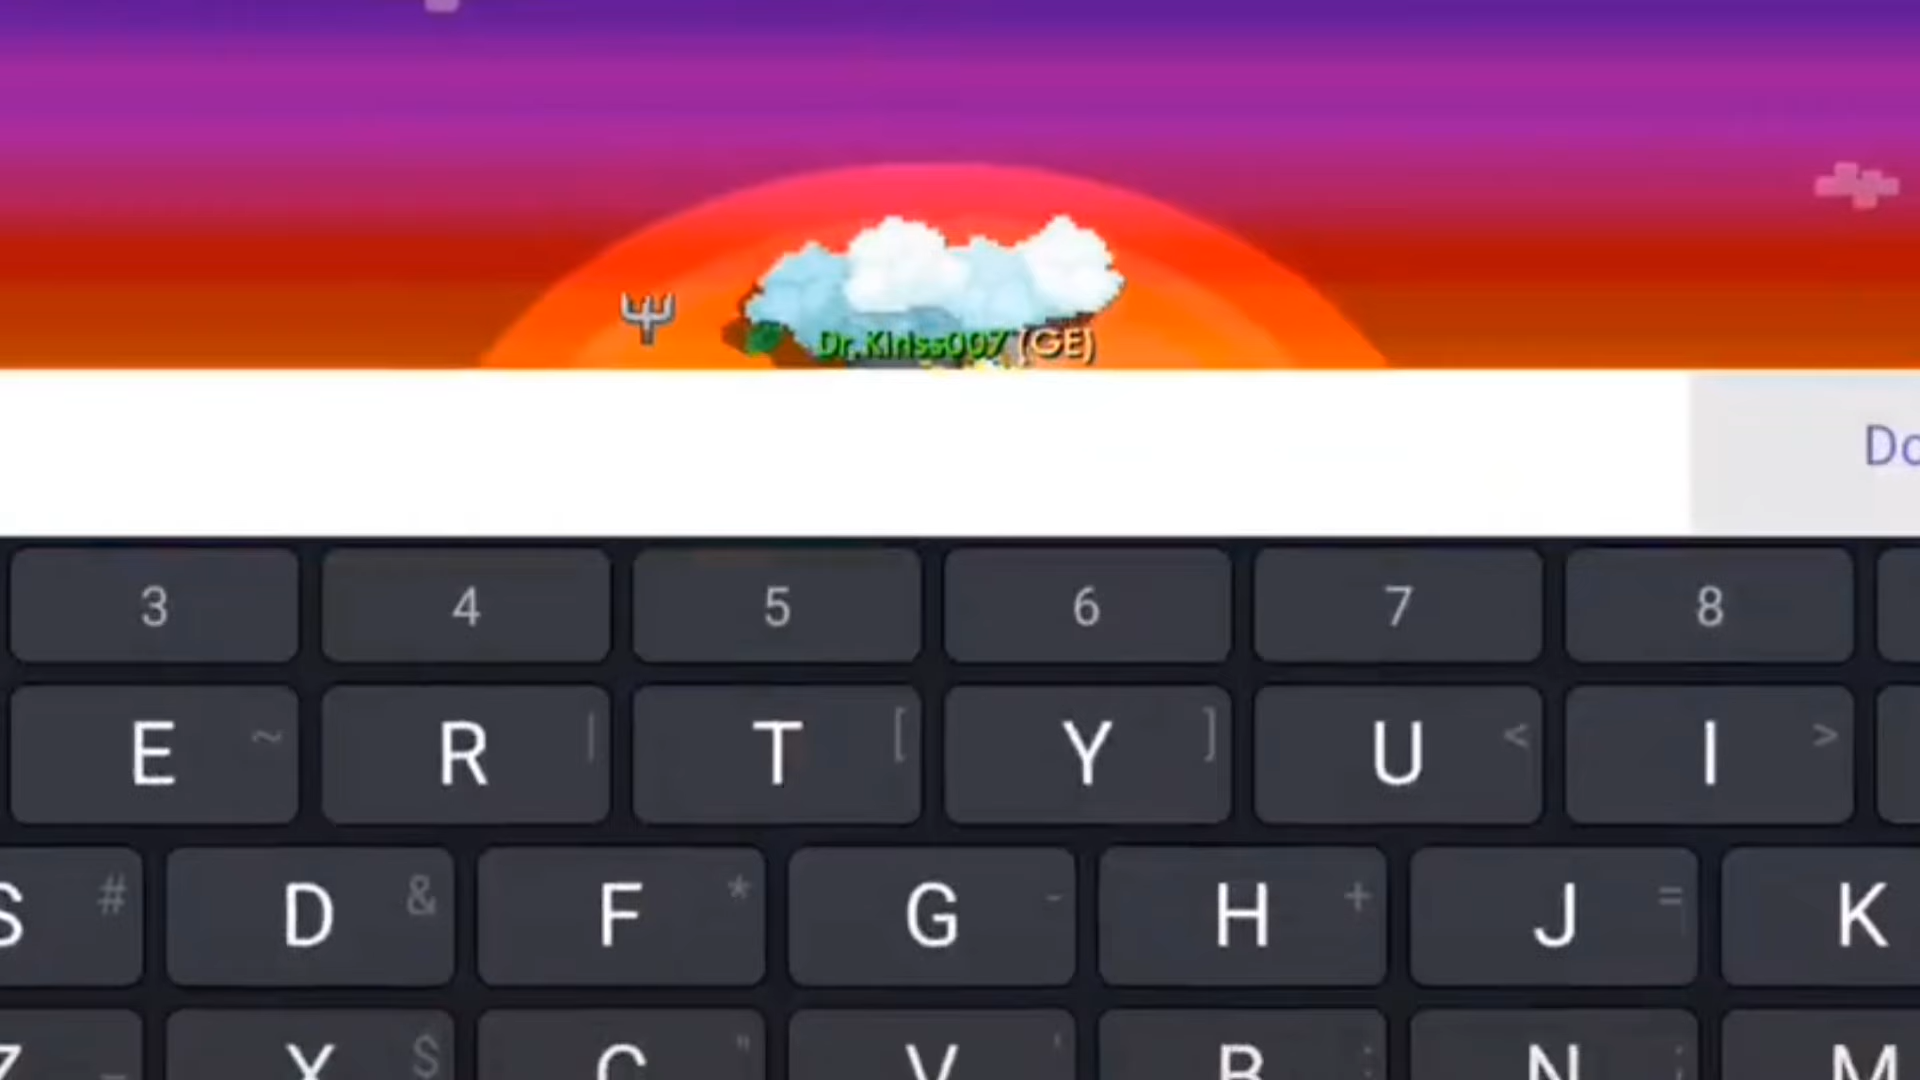 Dr.Kiriss007 (GE)
Do
3 4 5 6 7 8
E ~ R | T [ Y ] U < I >
S # D & F * G - H + J = K
Z _ X $ C " V ' B : N ; M